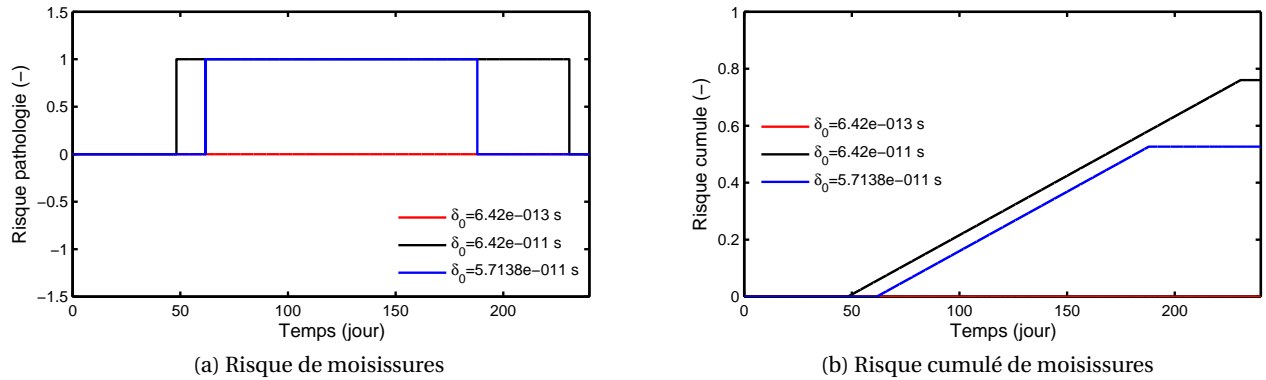 1.5
1
0.5
0
−0.5
−1
−1.5
0
50
100
150
200
Risque pathologie (−)
Temps (jour)
δ0=6.42e−013 s
δ0=6.42e−011 s
δ0=5.7138e−011 s
(a) Risque de moisissures
1
0.8
0.6
0.4
0.2
0
0
50
100
150
200
Risque cumule (−)
Temps (jour)
δ0=6.42e−013 s
δ0=6.42e−011 s
δ0=5.7138e−011 s
(b) Risque cumulé de moisissures